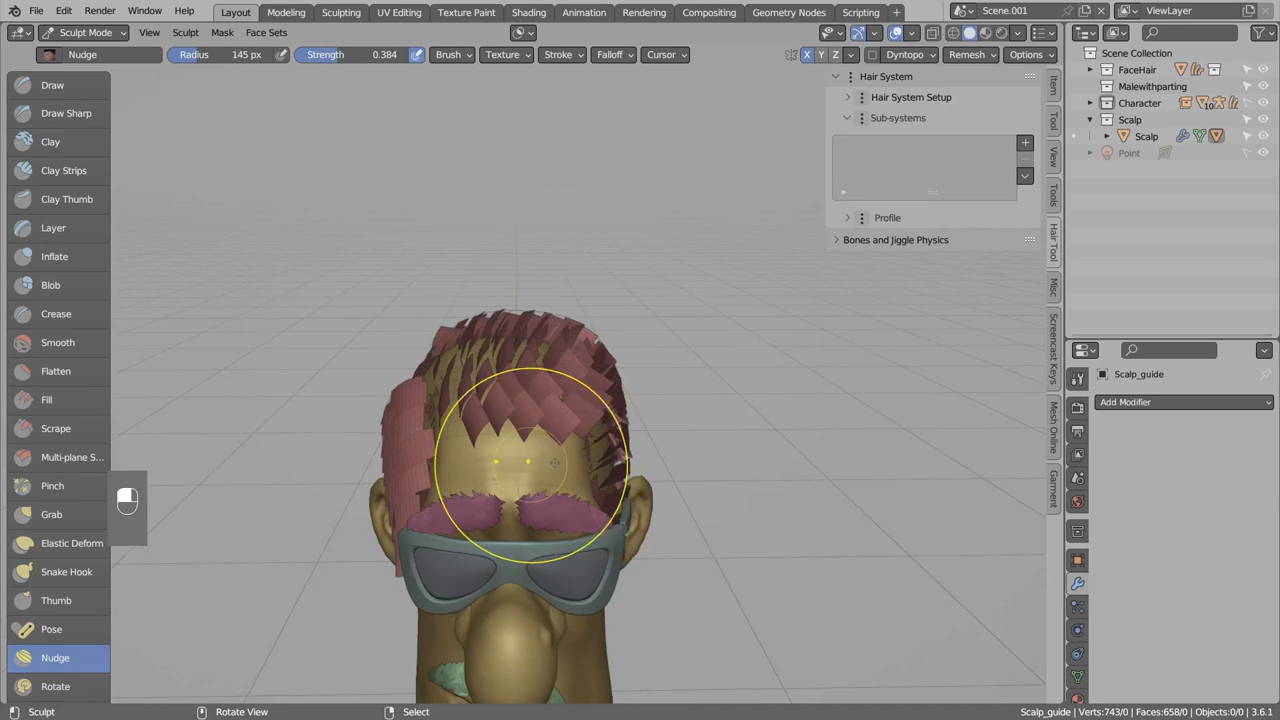 File Edit Render Window Help Layout Modeling Sculpting UV Editing Texture Paint Shading Animation Rendering Compositing Geometry Nodes Scripting + Scene.001 ViewLayer
Sculpt Mode View Sculpt Mask Face Sets
Nudge Radius 145 px Strength 0.384 Brush Texture Stroke Falloff Cursor X Y Z Dyntopo Remesh Options
Draw
Draw Sharp
Clay
Clay Strips
Clay Thumb
Layer
Inflate
Blob
Crease
Smooth
Flatten
Fill
Scrape
Multi-plane S...
Pinch
Grab
Elastic Deform
Snake Hook
Thumb
Pose
Nudge
Rotate
Hair System
Hair System Setup
Sub-systems
Profile
Bones and Jiggle Physics
Item
Tool
View
Tools
Hair Tool
Misc
Screencast Keys
Mesh Online
Garment
Scene Collection
FaceHair
Malewithparting
Character 10
Scalp
Scalp
Point
Scalp_guide
Add Modifier
Sculpt Rotate View Select Scalp_guide | Verts:743/0 | Faces:658/0 | Objects:0/0 | 3.6.1